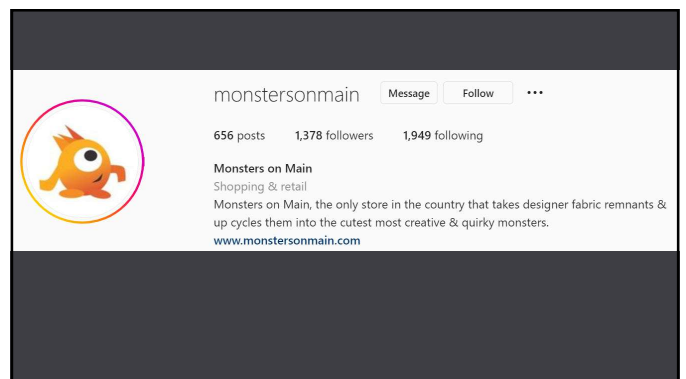 monstersonmain Message Follow •••
656 posts 1,378 followers 1,949 following
Monsters on Main
Shopping & retail
Monsters on Main, the only store in the country that takes designer fabric remnants &
up cycles them into the cutest most creative & quirky monsters.
www.monstersonmain.com